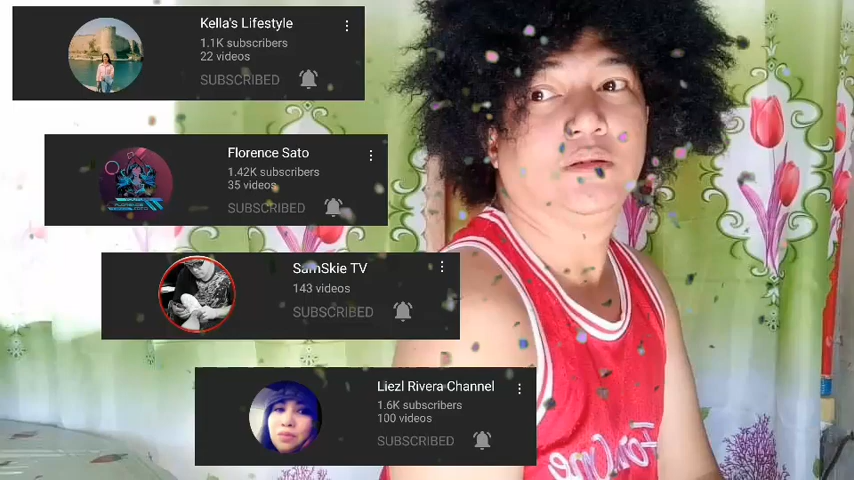 Kella's Lifestyle
1.1K subscribers
22 videos
SUBSCRIBED
Florence Sato
1.42K subscribers
35 videos
SUBSCRIBED
SamSkie TV
143 videos
SUBSCRIBED
Liezl Rivera Channel
1.6K subscribers
100 videos
SUBSCRIBED